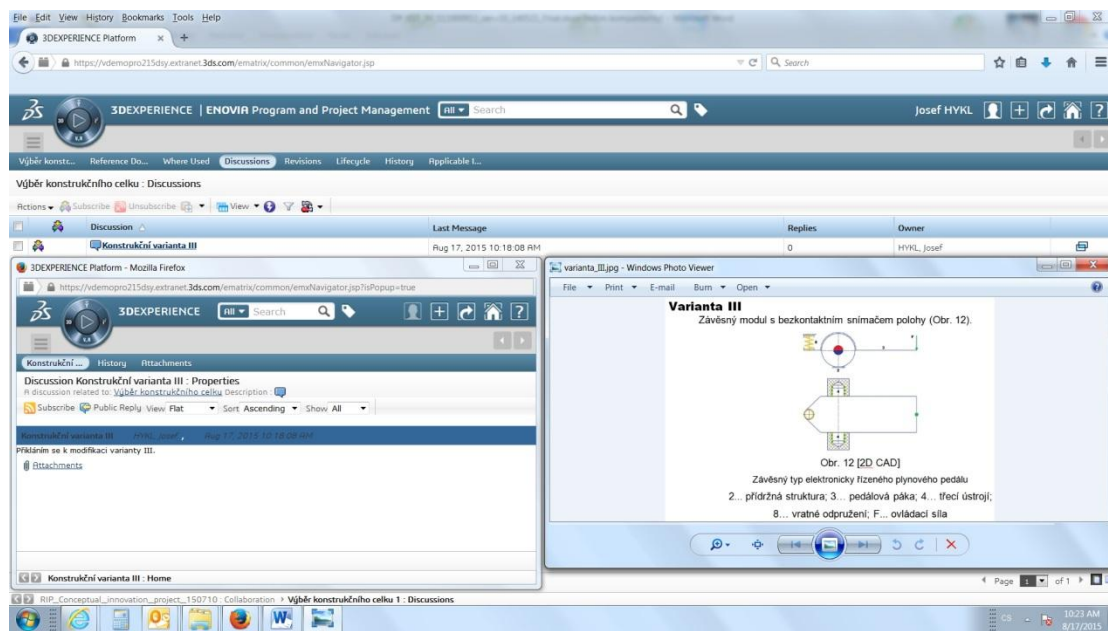 File Edit View History Bookmarks Tools Help
3DEXPERIENCE Platform × +
https://vdemopro215dsy.extranet.3ds.com/ematrix/common/emxNavigator.jsp Search
3DEXPERIENCE | ENOVIA Program and Project Management All Search Josef HYKL
Výběr konstr... Reference Do... Where Used Discussions Revisions Lifecycle History Applicable I...
Výběr konstrukčního celku : Discussions
Actions Subscribe Unsubscribe View
Discussion Last Message Replies Owner
Konstrukční varianta III Aug 17, 2015 10:18:08 AM 0 HYKL, Josef
3DEXPERIENCE Platform - Mozilla Firefox
https://vdemopro215dsy.extranet.3ds.com/ematrix/common/emxNavigator.jsp?isPopup=true
3DEXPERIENCE All Search
Konstrukční ... History Attachments
Discussion Konstrukční varianta III : Properties
A discussion related to: Výběr konstrukčního celku Description :
Subscribe Public Reply View Flat Sort Ascending Show All
Konstrukční varianta III HYKL, Josef , Aug 17, 2015 10:18:08 AM
Přikláním se k modifikaci varianty III.
Attachments
Konstrukční varianta III : Home
varianta_III.jpg - Windows Photo Viewer
File Print E-mail Burn Open
Varianta III
Závěsný modul s bezkontaktním snímačem polohy (Obr. 12).
Obr. 12 [2D CAD]
Závěsný typ elektronicky řízeného plynového pedálu
2... přídržná struktura; 3... pedálová páka; 4... třecí ústrojí;
8... vratné odpružení; F... ovládací síla
Page 1 of 1
RIP_Conceptual_innovation_project_150710 : Collaboration › Výběr konstrukčního celku 1 : Discussions
CS 10:23 AM
8/17/2015